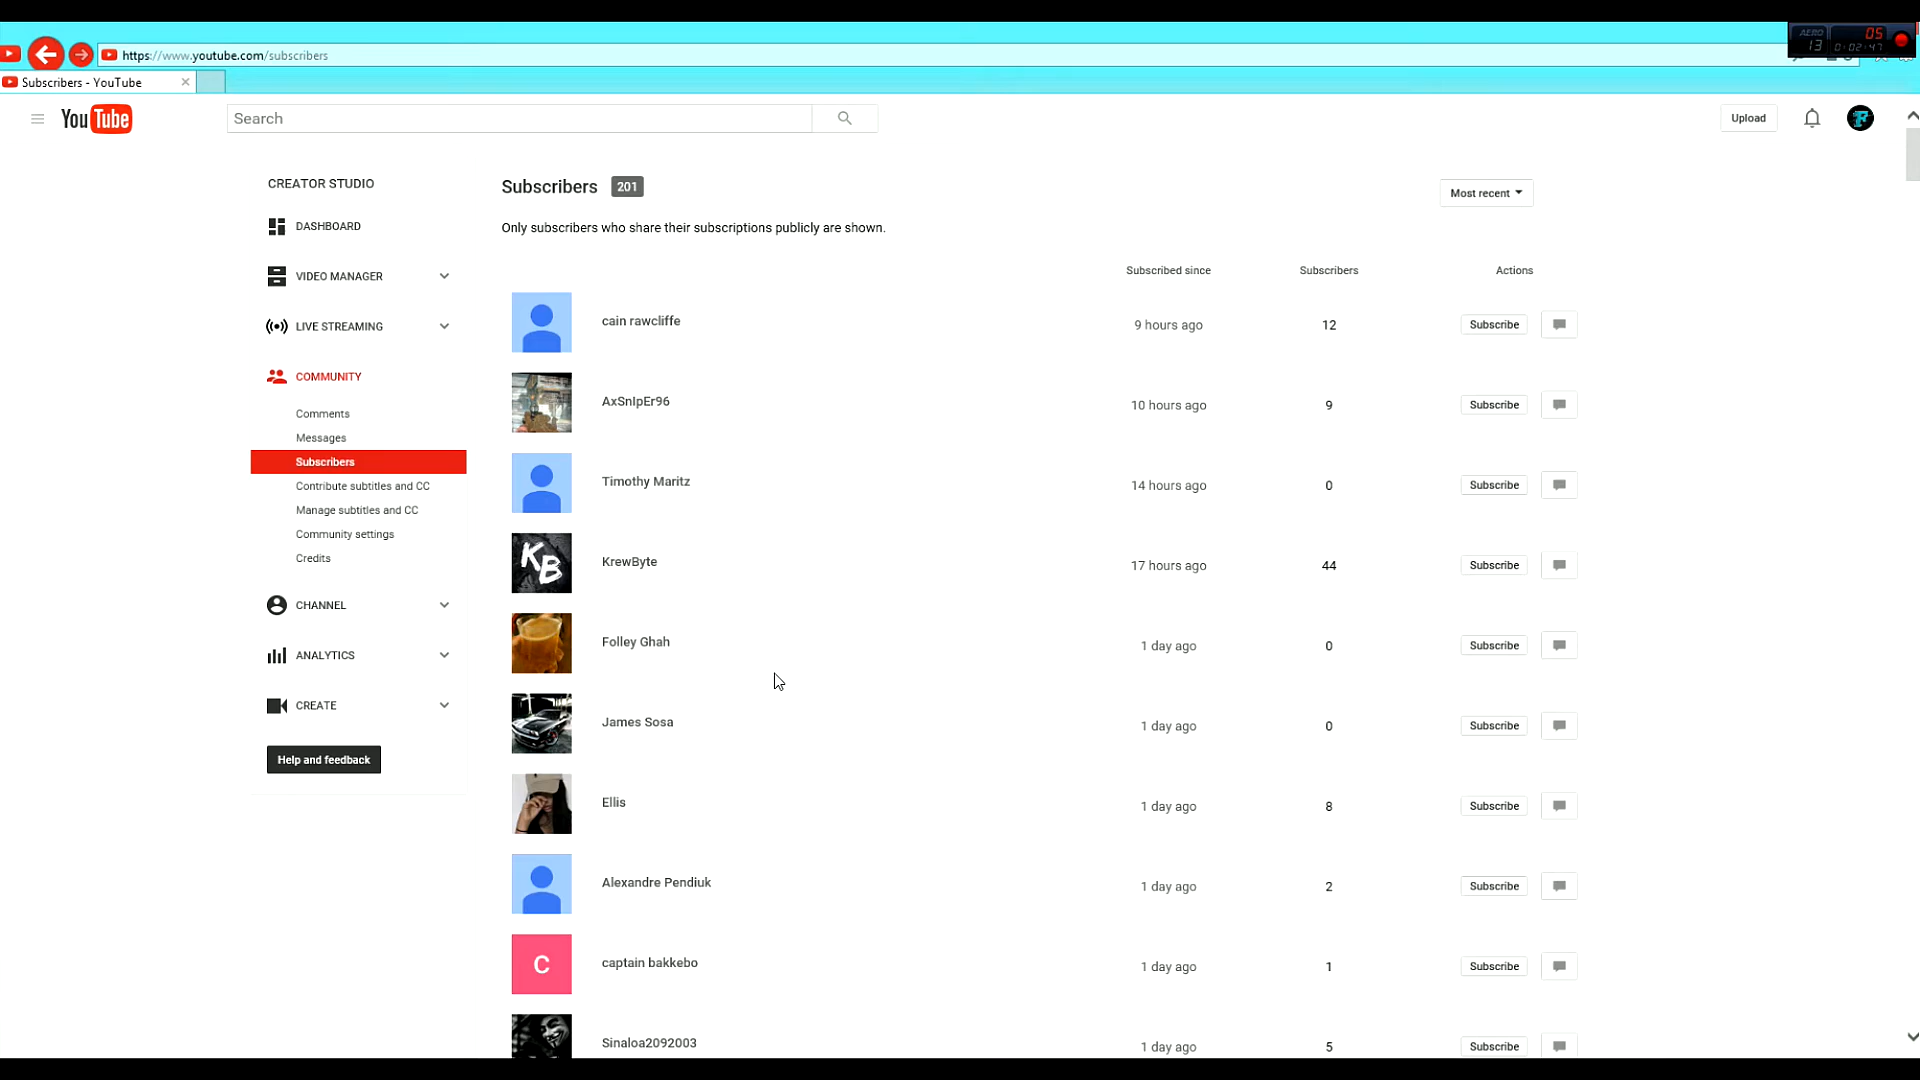 https://www.youtube.com/subscribers
Subscribers - YouTube
AERO
13
05
0:02:47
YouTube
Search
Upload
F
CREATOR STUDIO
DASHBOARD
VIDEO MANAGER
LIVE STREAMING
COMMUNITY
Comments
Messages
Subscribers
Contribute subtitles and CC
Manage subtitles and CC
Community settings
Credits
CHANNEL
ANALYTICS
CREATE
Help and feedback
Subscribers 201
Most recent
Only subscribers who share their subscriptions publicly are shown.
Subscribed since Subscribers Actions
cain rawcliffe 9 hours ago 12 Subscribe
AxSnIpEr96 10 hours ago 9 Subscribe
Timothy Maritz 14 hours ago 0 Subscribe
KB KrewByte 17 hours ago 44 Subscribe
Folley Ghah 1 day ago 0 Subscribe
James Sosa 1 day ago 0 Subscribe
Ellis 1 day ago 8 Subscribe
Alexandre Pendiuk 1 day ago 2 Subscribe
C captain bakkebo 1 day ago 1 Subscribe
Sinaloa2092003 1 day ago 5 Subscribe